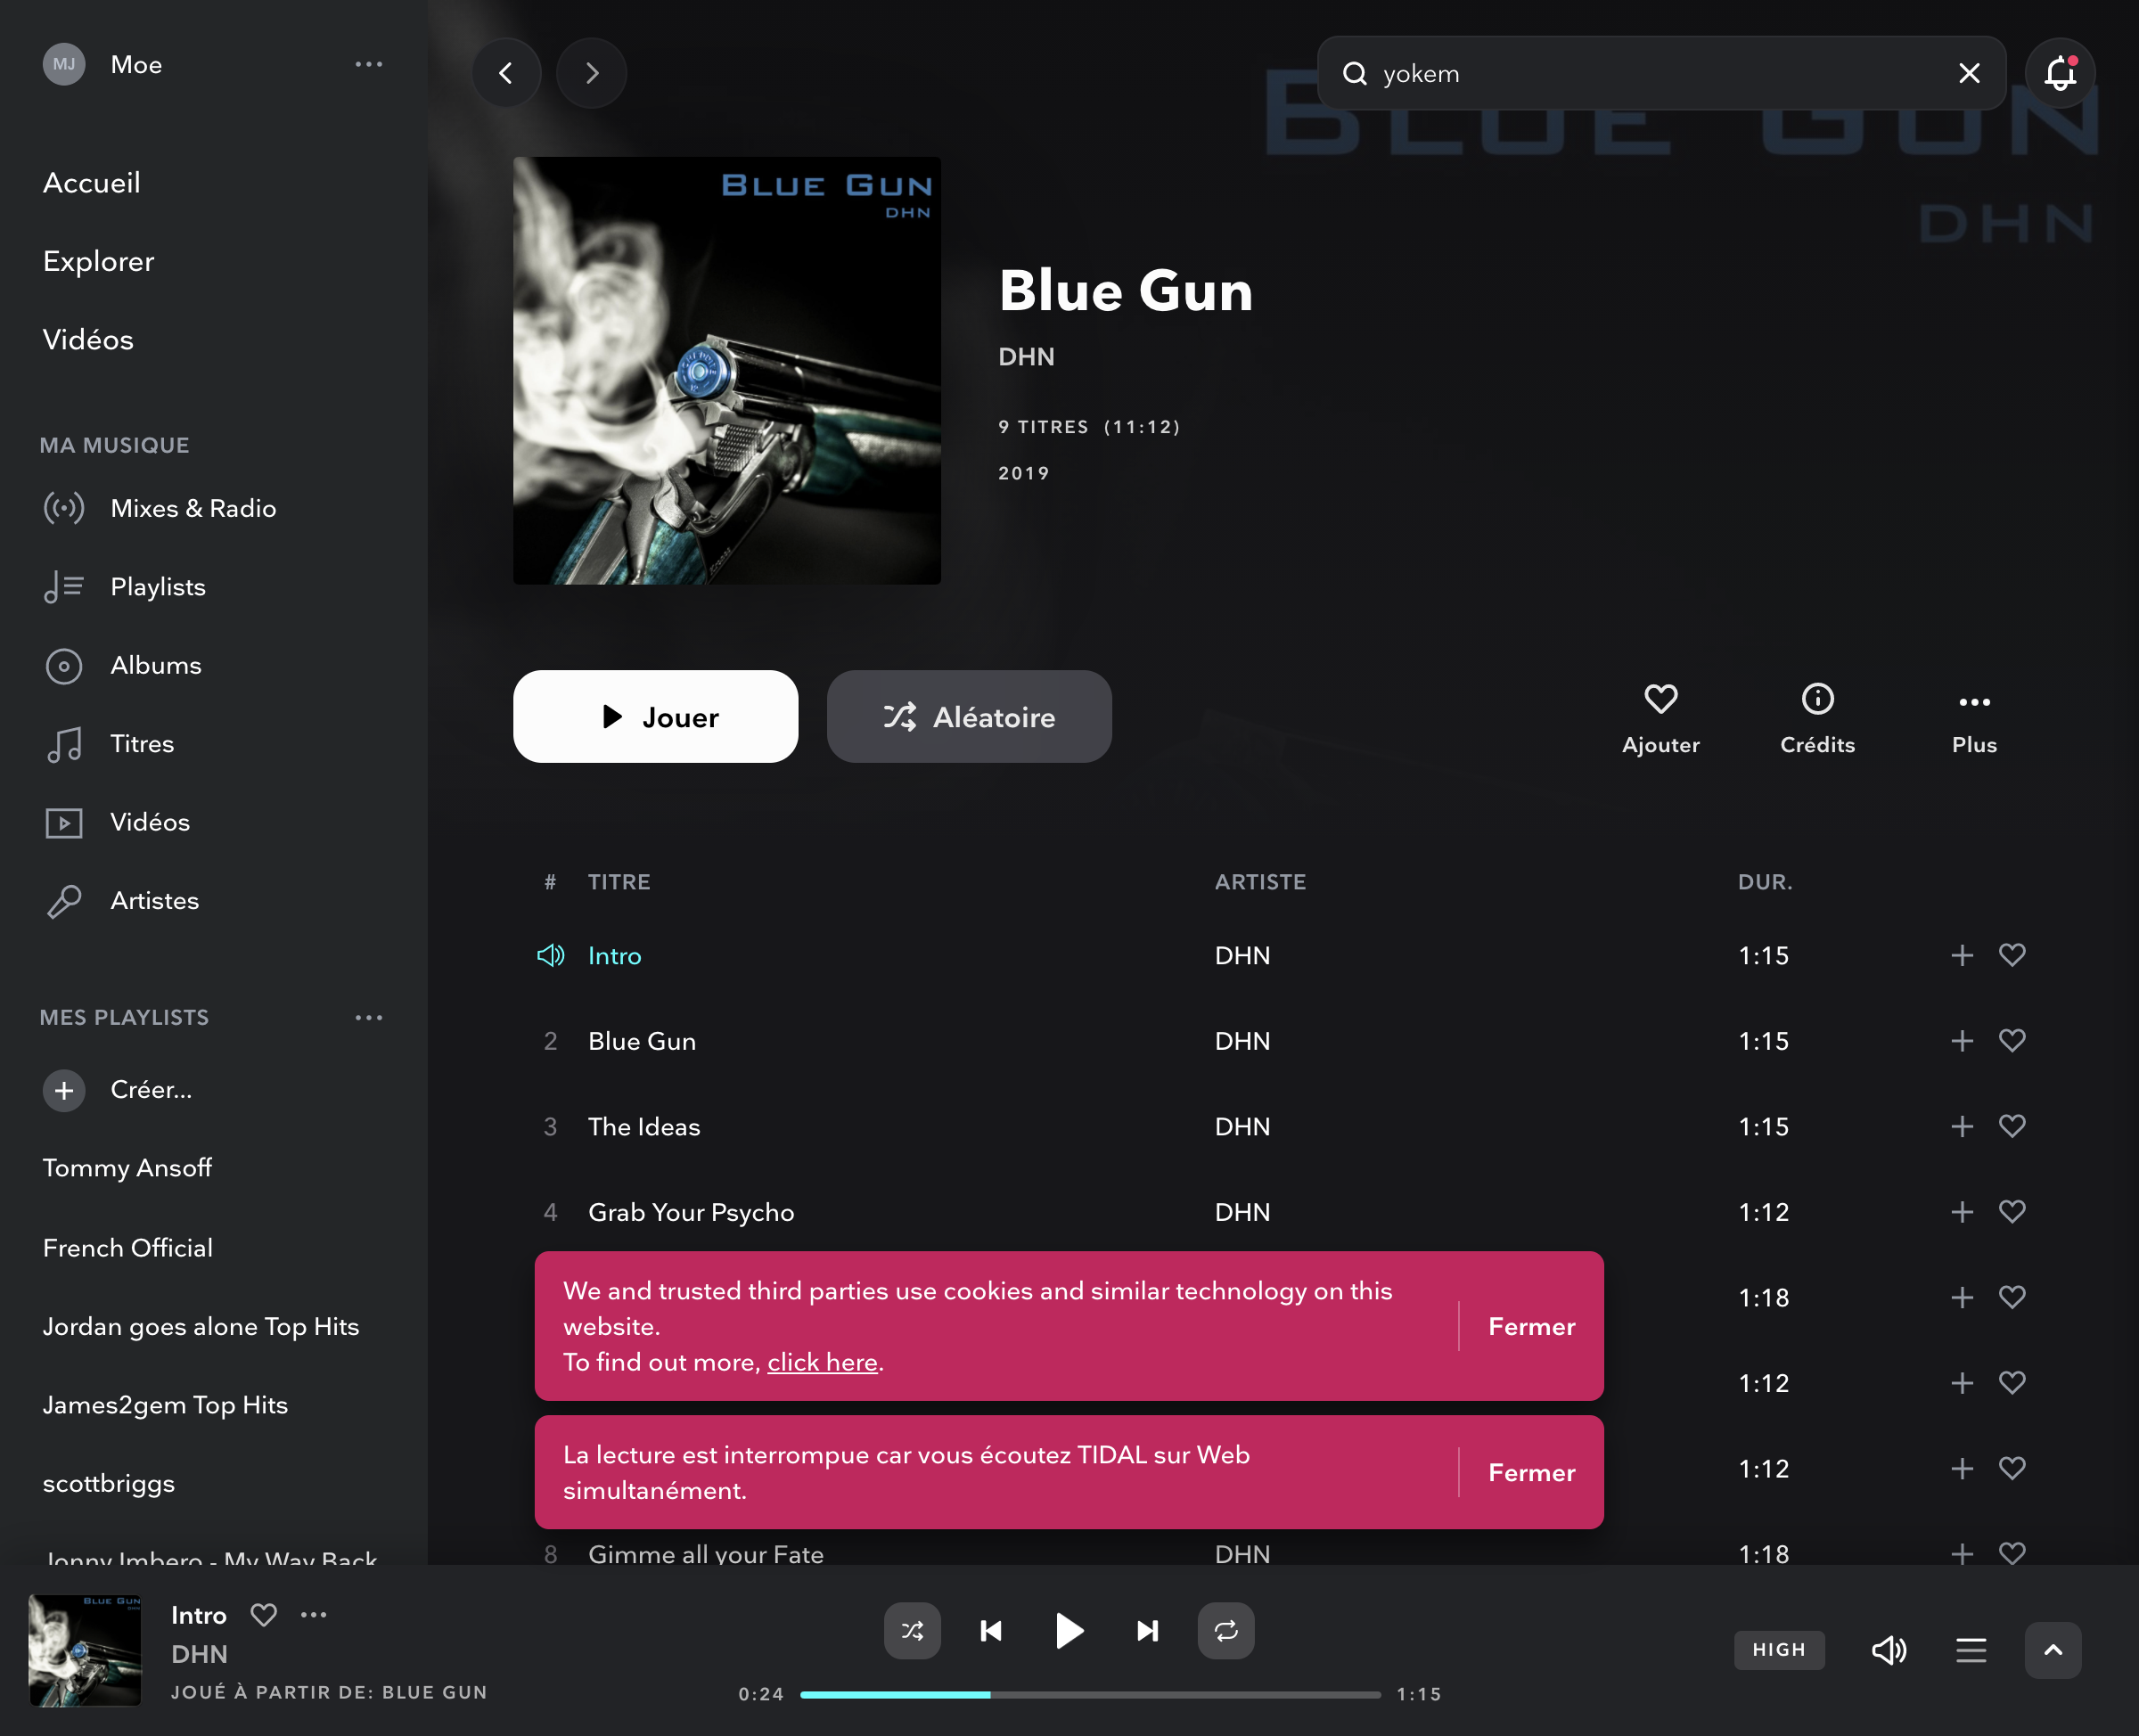 MJ
Moe
Accueil
Explorer
Vidéos
MA MUSIQUE
Mixes & Radio
Playlists
Albums
Titres
Vidéos
Artistes
MES PLAYLISTS
Créer...
Tommy Ansoff
French Official
Jordan goes alone Top Hits
James2gem Top Hits
scottbriggs
Jonny Imbero - My Way Back
yokem
BLUE GUN
DHN
BLUE GUN
DHN
Blue Gun
DHN
9 TITRES (11:12)
2019
Jouer
Aléatoire
Ajouter
Crédits
Plus
# TITRE ARTISTE DUR.
Intro DHN 1:15
2 Blue Gun DHN 1:15
3 The Ideas DHN 1:15
4 Grab Your Psycho DHN 1:12
1:18
1:12
1:12
We and trusted third parties use cookies and similar technology on this
website.
To find out more, click here.
Fermer
La lecture est interrompue car vous écoutez TIDAL sur Web
simultanément.
Fermer
8 Gimme all your Fate DHN 1:18
BLUE GUN
Intro
DHN
JOUÉ À PARTIR DE: BLUE GUN
0:24
1:15
HIGH